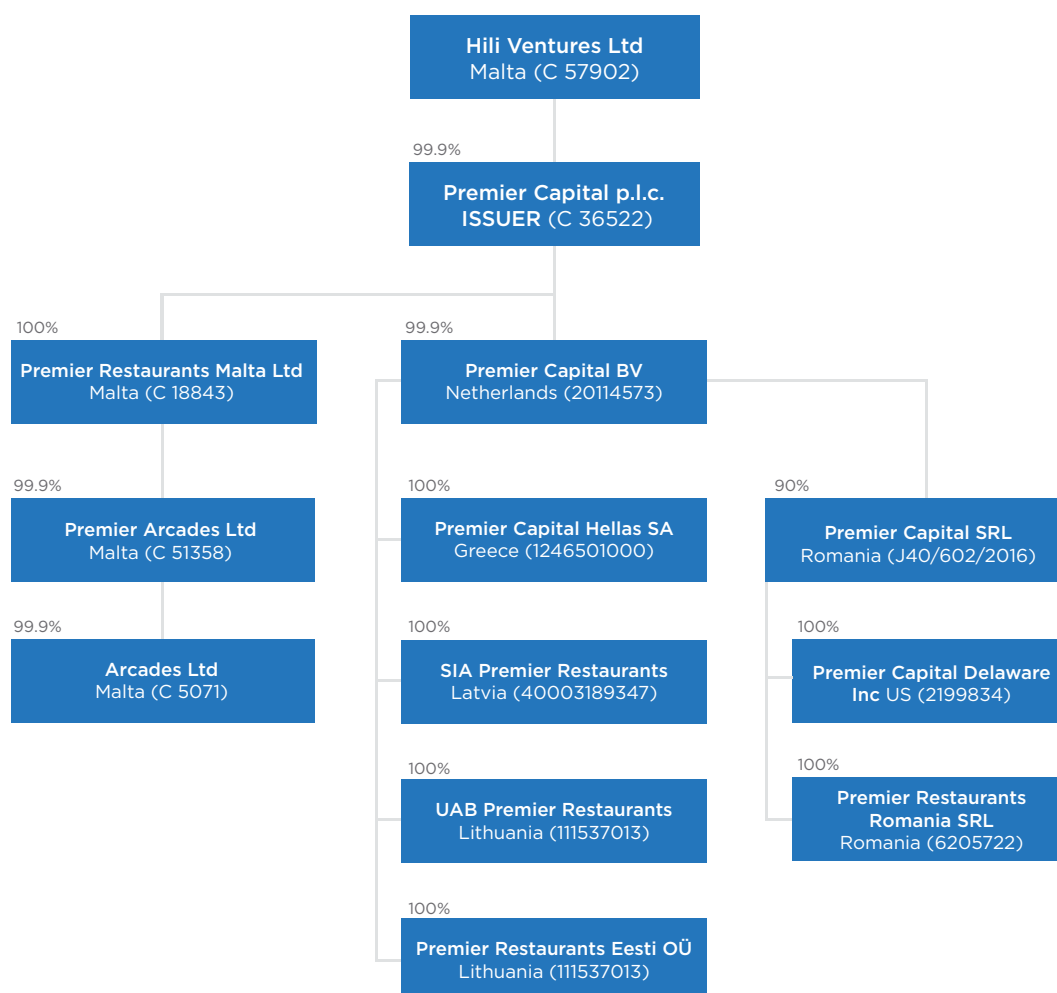 Hili Ventures Ltd
Malta (C 57902)
99.9%
Premier Capital p.l.c.
ISSUER (C 36522)
100%
Premier Restaurants Malta Ltd
Malta (C 18843)
99.9%
Premier Capital BV
Netherlands (20114573)
99.9%
Premier Arcades Ltd
Malta (C 51358)
100%
Premier Capital Hellas SA
Greece (1246501000)
90%
Premier Capital SRL
Romania (J40/602/2016)
99.9%
Arcades Ltd
Malta (C 5071)
100%
SIA Premier Restaurants
Latvia (40003189347)
100%
Premier Capital Delaware
Inc US (2199834)
100%
UAB Premier Restaurants
Lithuania (111537013)
100%
Premier Restaurants
Romania SRL
Romania (6205722)
100%
Premier Restaurants Eesti OÜ
Lithuania (111537013)